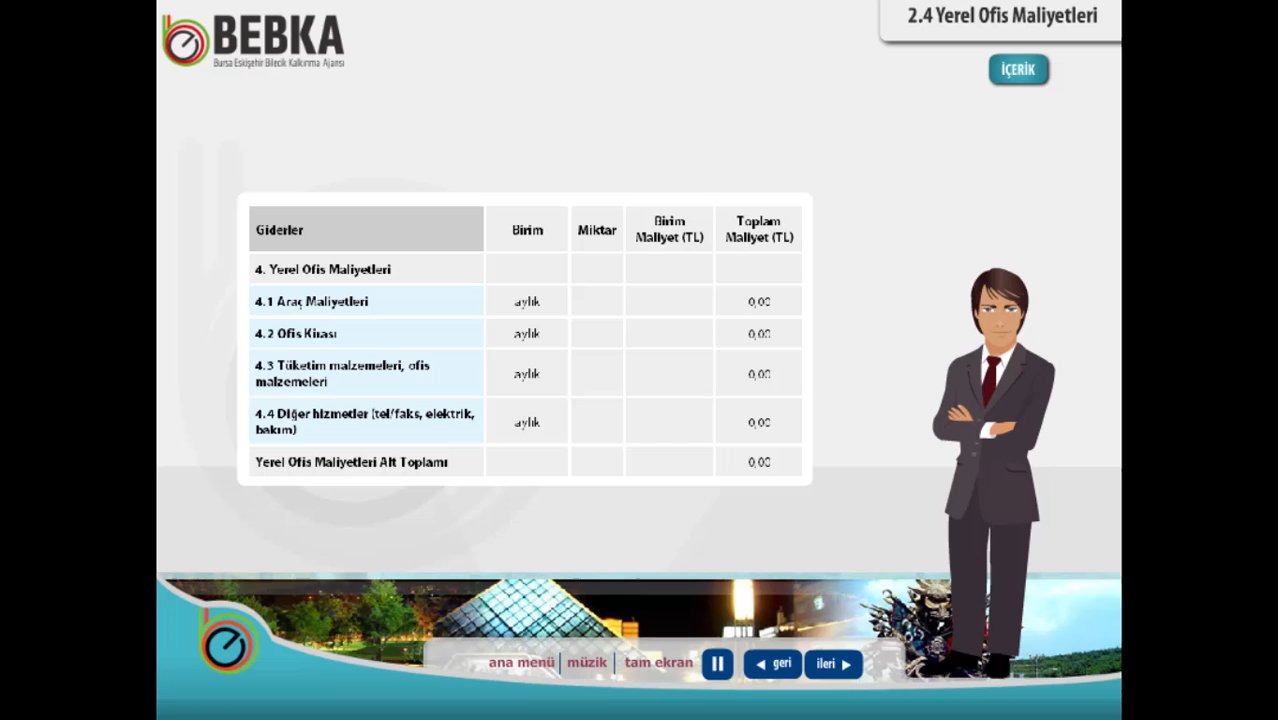 BEBKA
Bursa Eskişehir Bilecik Kalkınma Ajansı
2.4 Yerel Ofis Maliyetleri
İÇERİK
Giderler Birim Miktar Birim Maliyet (TL) Toplam Maliyet (TL)
4. Yerel Ofis Maliyetleri
4.1 Araç Maliyetleri aylık 0,00
4.2 Ofis Kirası aylık 0,00
4.3 Tüketim malzemeleri, ofis
malzemeleri aylık 0,00
4.4 Diğer hizmetler (tel/faks, elektrik,
bakım) aylık 0,00
Yerel Ofis Maliyetleri Alt Toplamı 0,00
ana menü müzik tam ekran geri ileri